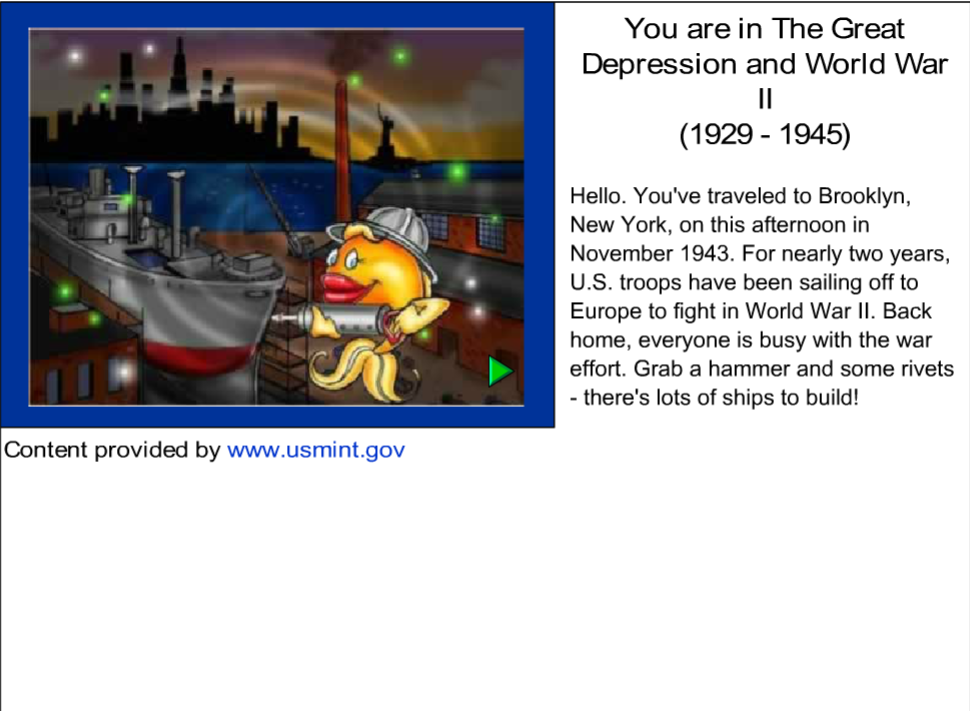 You are in The Great
Depression and World War
II
(1929 - 1945)
Hello. You've traveled to Brooklyn,
New York, on this afternoon in
November 1943. For nearly two years,
U.S. troops have been sailing off to
Europe to fight in World War II. Back
home, everyone is busy with the war
effort. Grab a hammer and some rivets
- there's lots of ships to build!
Content provided by www.usmint.gov